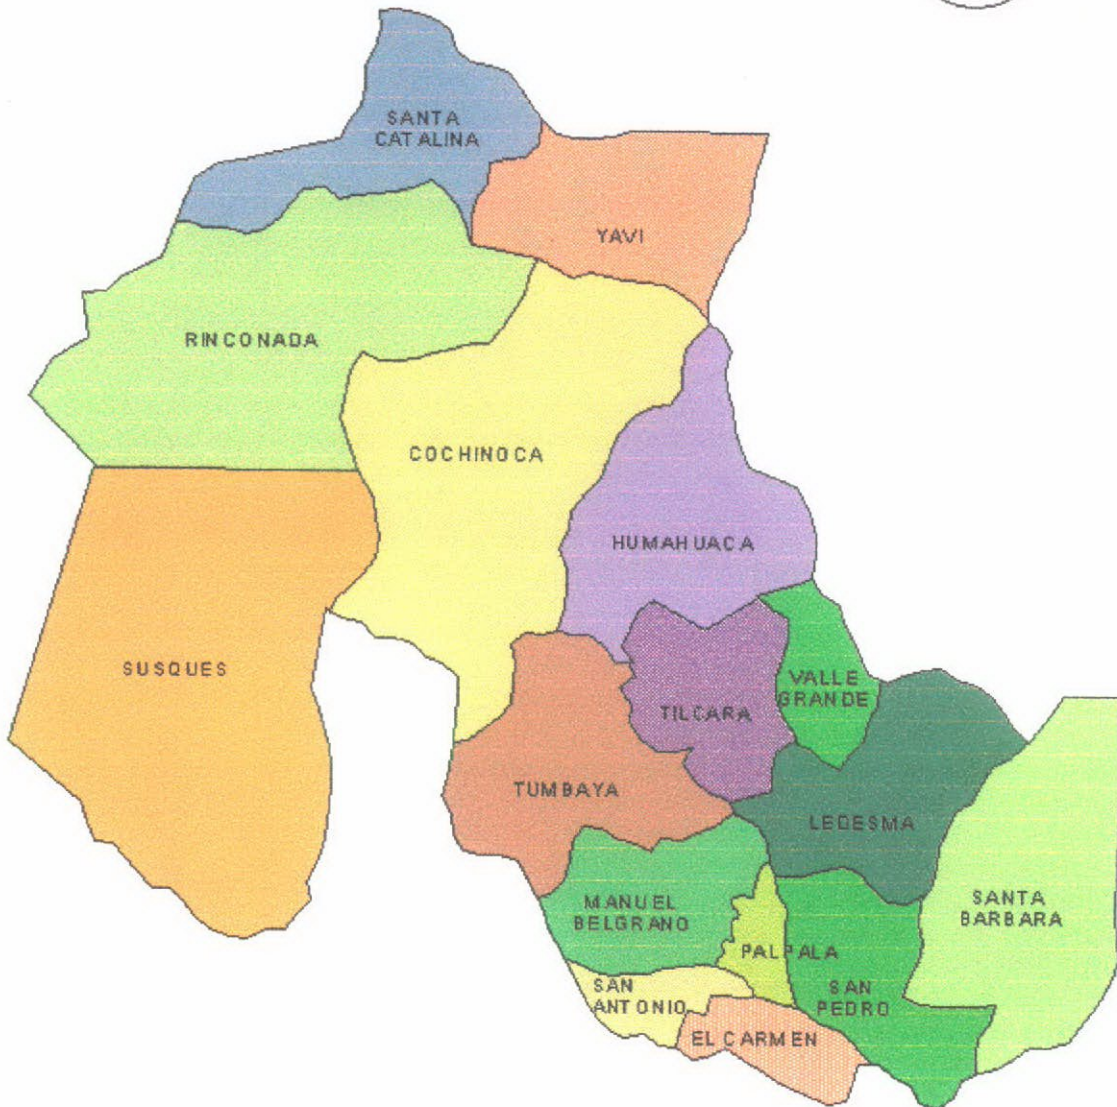 SANTA
CATALINA
YAVI
RINCONADA
COCHINOCA
HUMAHUACA
SUSQUES
VALLE
GRANDE
TILCARA
TUMBAYA
LEDESMA
MANUEL
BELGRANO
SANTA
BARBARA
PALPALA
SAN
ANTONIO
SAN
PEDRO
EL CARMEN